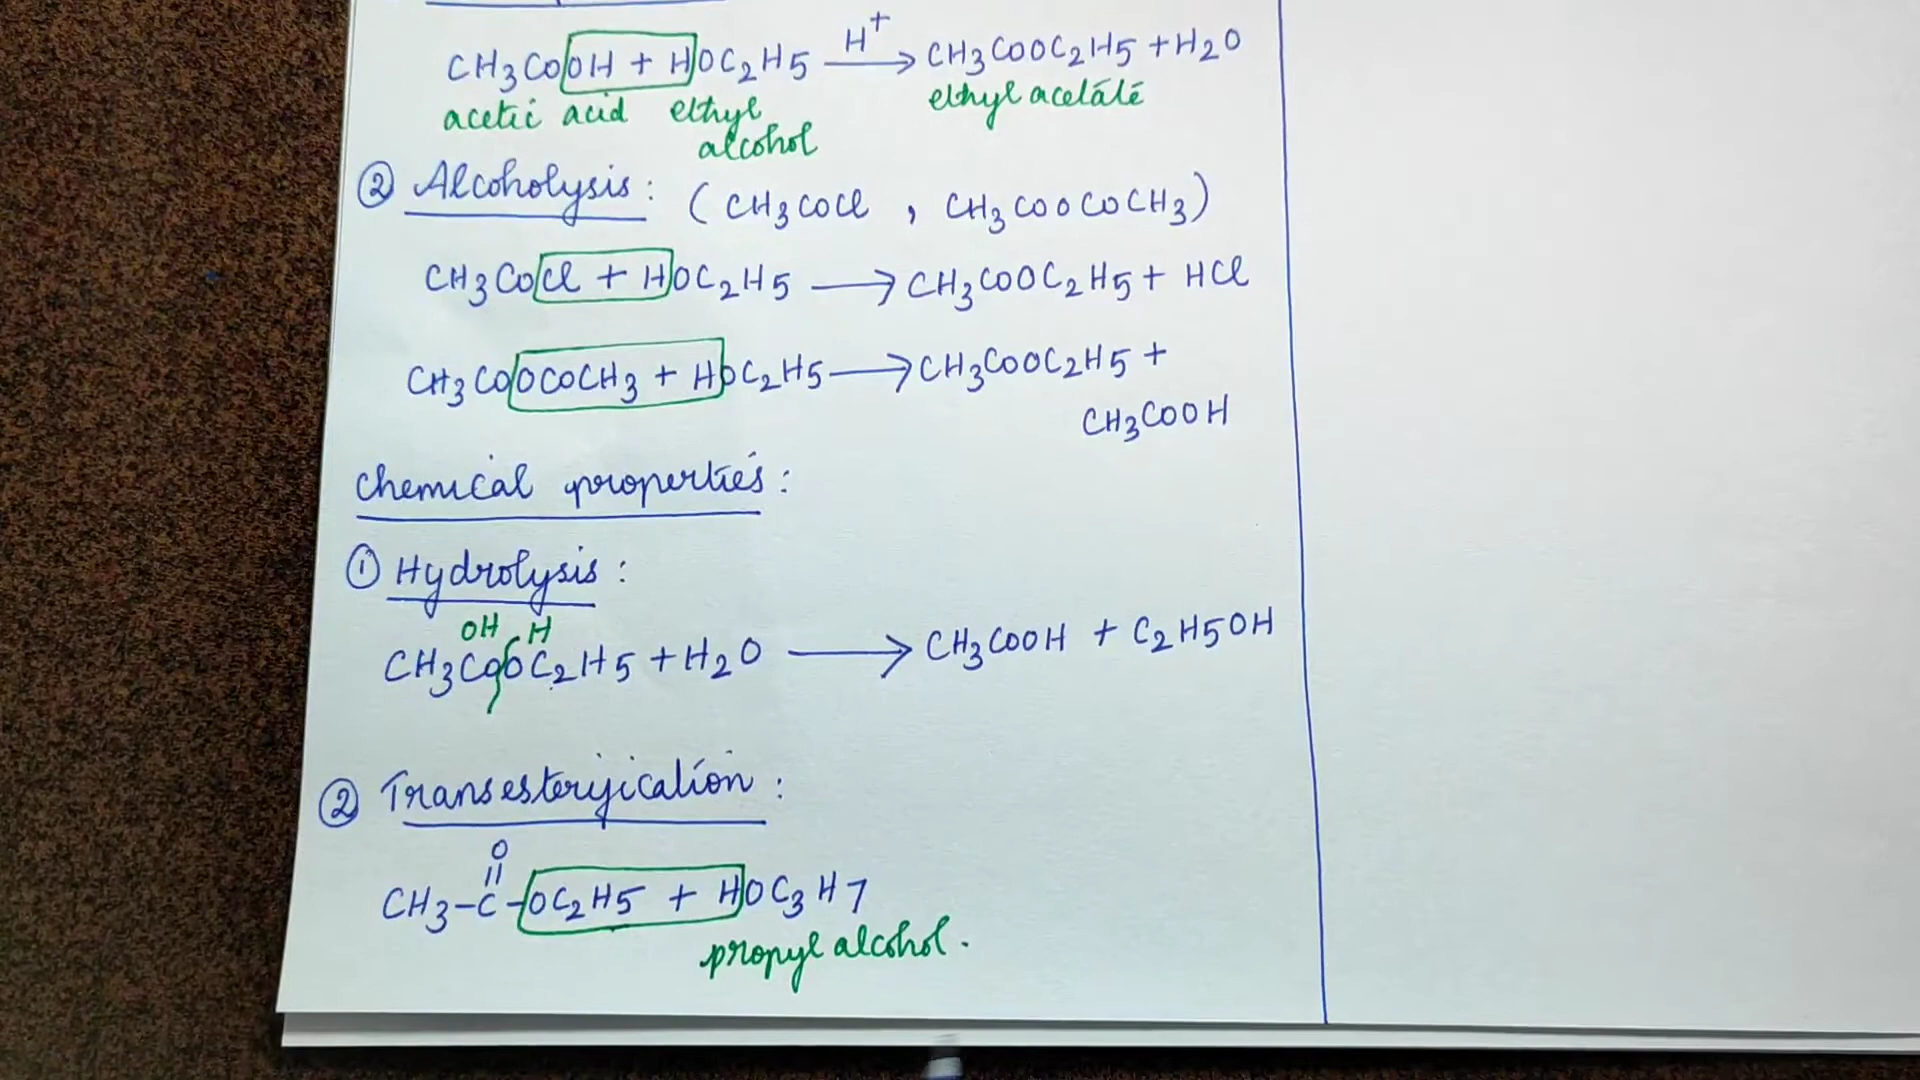 CH3COOH + HOC2H5 H+ → CH3COOC2H5 + H2O
acetic acid ethyl alcohol ethyl acetate
② Alcoholysis : (CH3COCl , CH3COOCOCH3)
CH3COCl + HOC2H5 → CH3COOC2H5 + HCl
CH3COOCOCH3 + HOC2H5 → CH3COOC2H5 +
CH3COOH
Chemical properties :
① Hydrolysis :
OH H
CH3COOC2H5 + H2O → CH3COOH + C2H5OH
② Transesterification :
O
||
CH3-C-OC2H5 + HOC3H7
propyl alcohol.